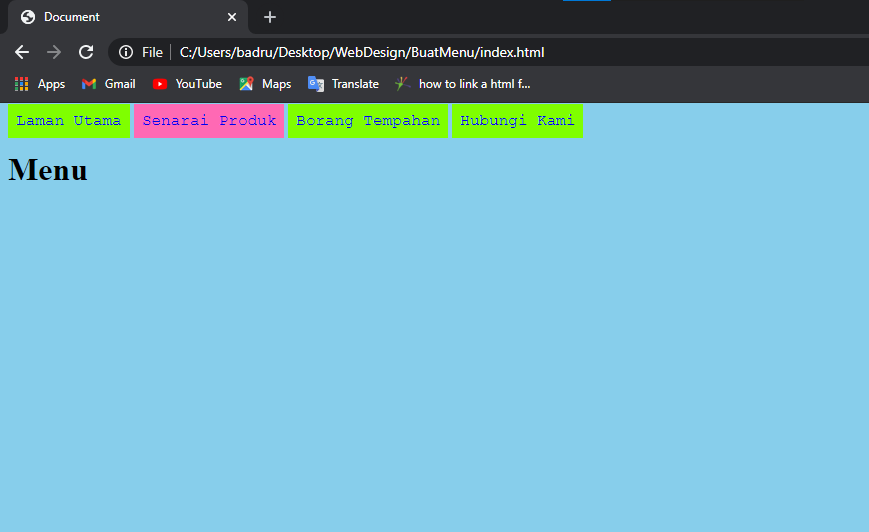 Document
File C:/Users/badru/Desktop/WebDesign/BuatMenu/index.html
Apps Gmail YouTube Maps Translate how to link a html f...
Laman Utama Senarai Produk Borang Tempahan Hubungi Kami
Menu